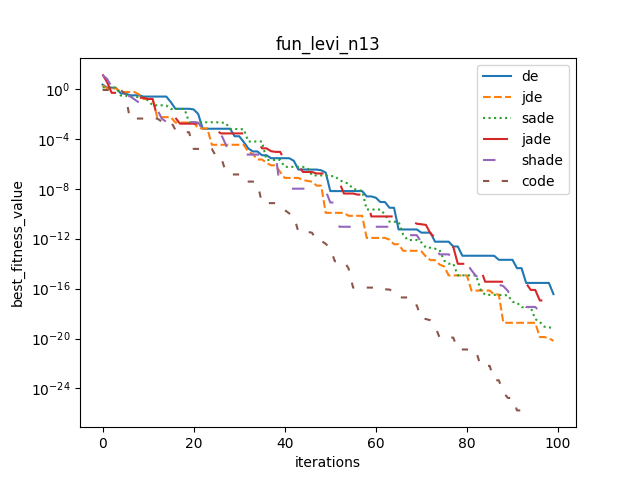 fun_levi_n13
best_fitness_value
10^0
10^-4
10^-8
10^-12
10^-16
10^-20
10^-24
de
jde
sade
jade
shade
code
0 20 40 60 80 100
iterations